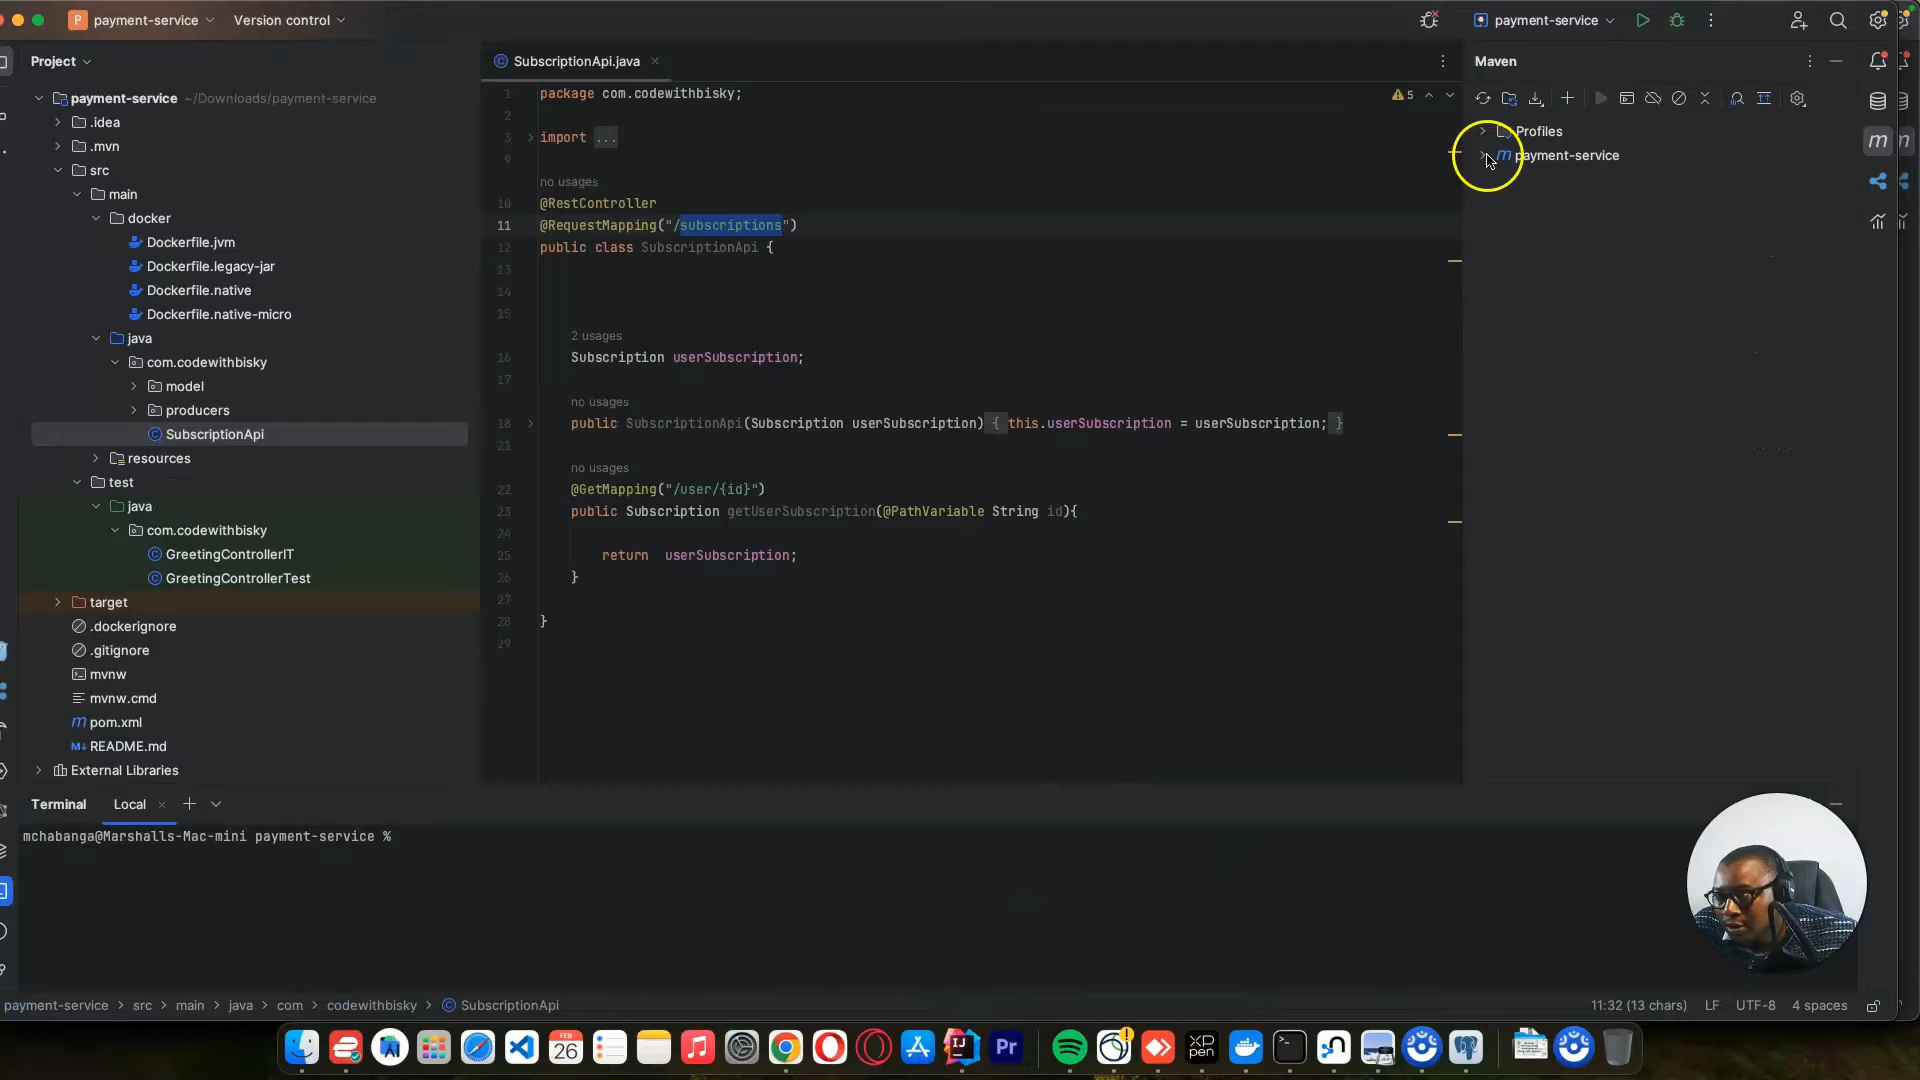 P payment-service
Version control
payment-service
Project
payment-service ~/Downloads/payment-service
.idea
.mvn
src
main
docker
Dockerfile.jvm
Dockerfile.legacy-jar
Dockerfile.native
Dockerfile.native-micro
java
com.codewithbisky
model
producers
SubscriptionApi
resources
test
java
com.codewithbisky
GreetingControllerIT
GreetingControllerTest
target
.dockerignore
.gitignore
mvnw
mvnw.cmd
pom.xml
README.md
External Libraries
SubscriptionApi.java
5
1 package com.codewithbisky;
2
3 import ...
9
no usages
10 @RestController
11 @RequestMapping("/subscriptions")
12 public class SubscriptionApi {
13
14
15
2 usages
16 Subscription userSubscription;
17
no usages
18 public SubscriptionApi(Subscription userSubscription) { this.userSubscription = userSubscription; }
21
no usages
22 @GetMapping("/user/{id}")
23 public Subscription getUserSubscription(@PathVariable String id){
24
25 return userSubscription;
26 }
27
28 }
29
Maven
Profiles
m payment-service
Terminal
Local
mchabanga@Marshalls-Mac-mini payment-service %
payment-service > src > main > java > com > codewithbisky > SubscriptionApi
11:32 (13 chars)
LF
UTF-8
4 spaces
FEB
26
IJ
Pr
XP
PEN